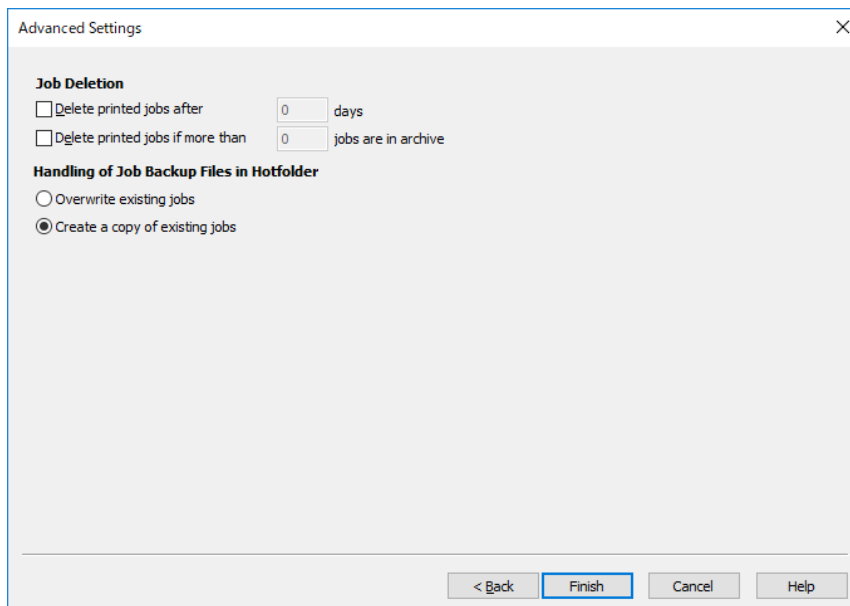 Advanced Settings
Job Deletion
Delete printed jobs after 0 days
Delete printed jobs if more than 0 jobs are in archive
Handling of Job Backup Files in Hotfolder
Overwrite existing jobs
Create a copy of existing jobs
< Back Finish Cancel Help